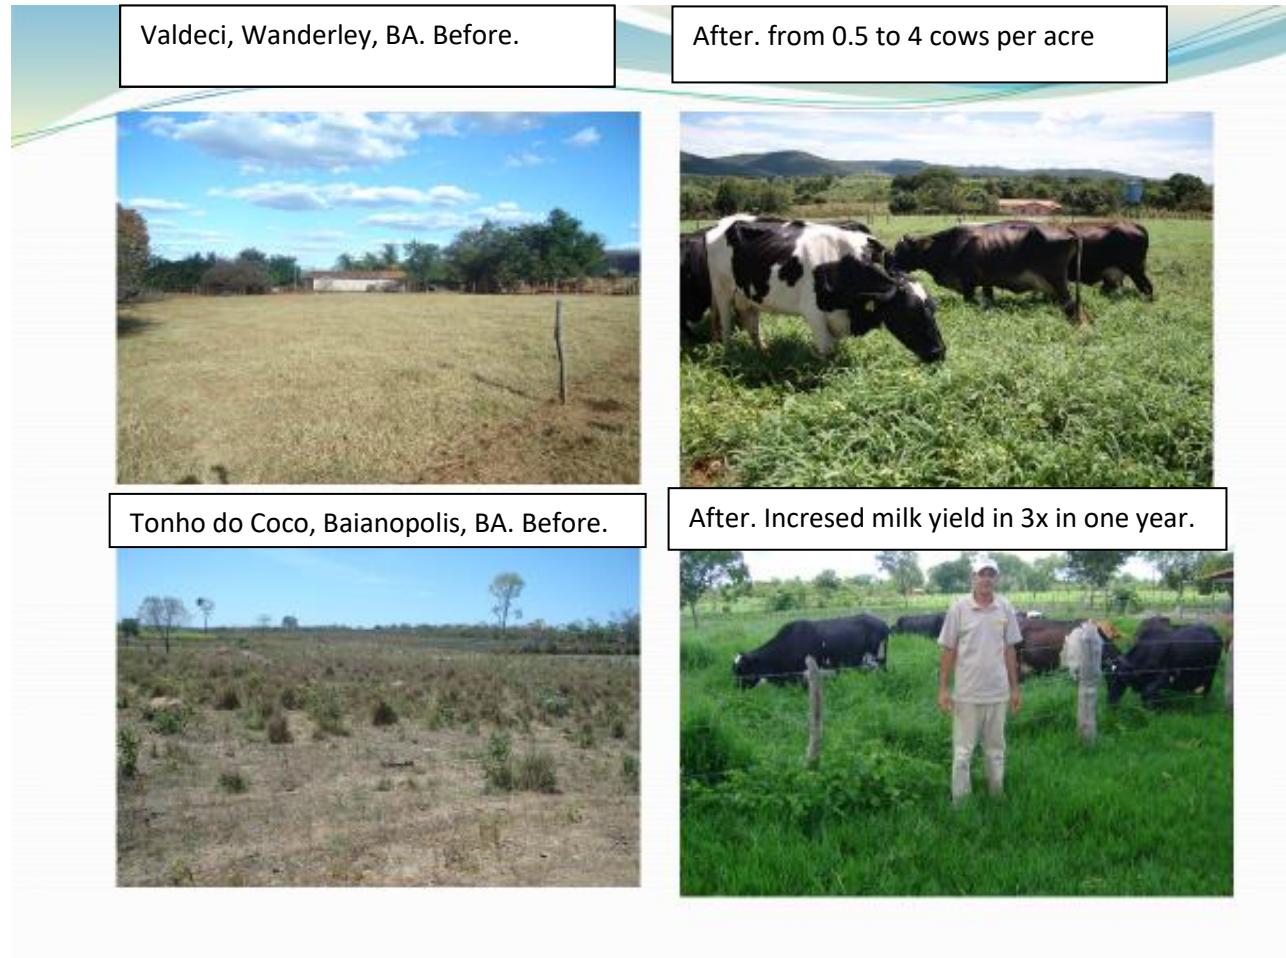 Valdeci, Wanderley, BA. Before.
After. from 0.5 to 4 cows per acre
Tonho do Coco, Baianopolis, BA. Before.
After. Incresed milk yield in 3x in one year.